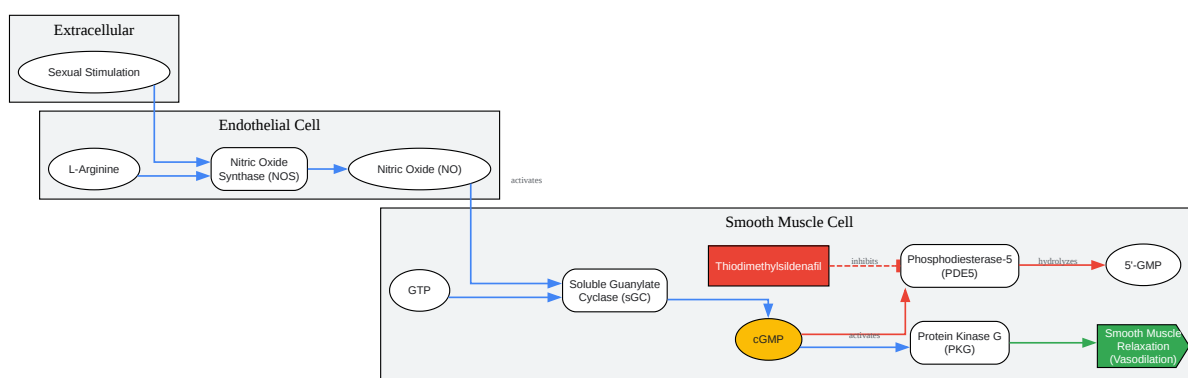 Extracellular
Sexual Stimulation
Endothelial Cell
L-Arginine
Nitric Oxide
Synthase (NOS)
Nitric Oxide (NO)
activates
Smooth Muscle Cell
Thiodimethylsildenafil
inhibits
Phosphodiesterase-5
(PDE5)
hydrolyzes
5'-GMP
GTP
Soluble Guanylate
Cyclase (sGC)
cGMP
activates
Protein Kinase G
(PKG)
Smooth Muscle
Relaxation
(Vasodilation)